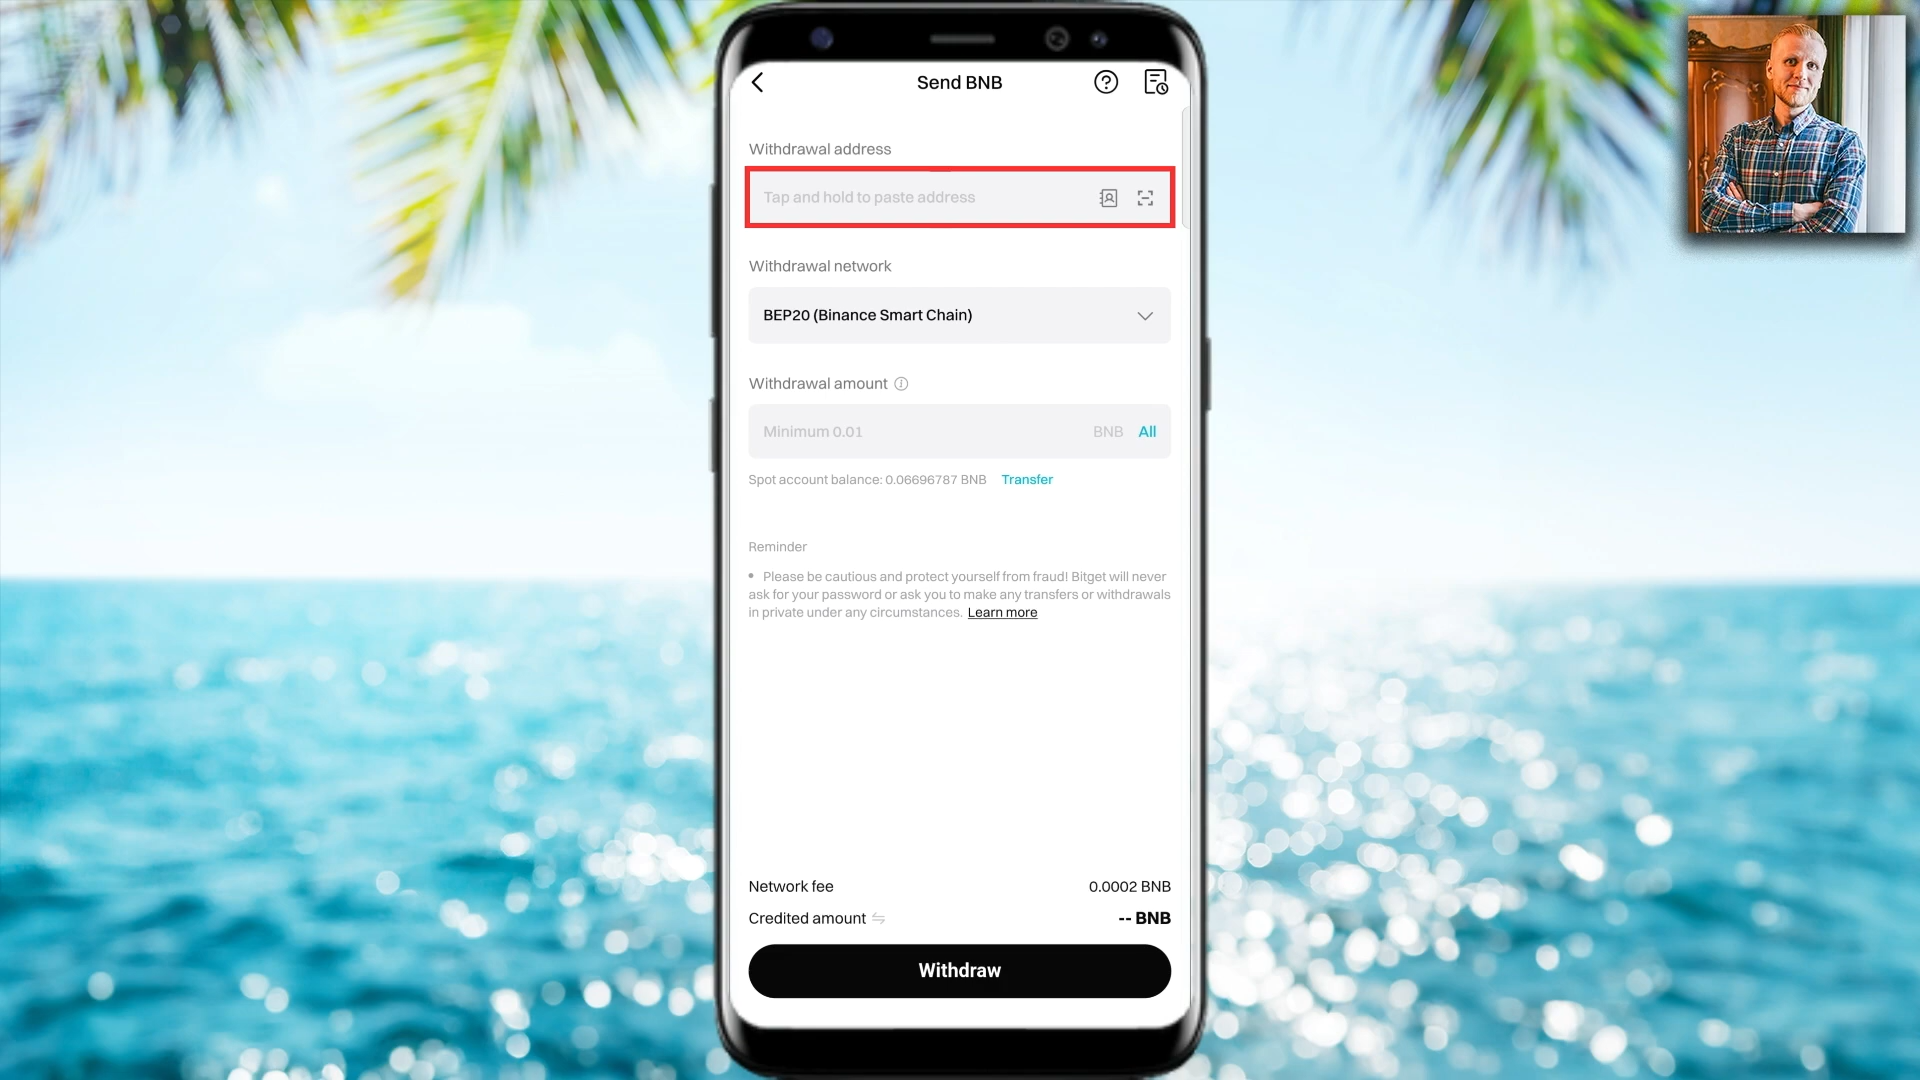 Send BNB
Withdrawal address
Tap and hold to paste address
Withdrawal network
BEP20 (Binance Smart Chain)
Withdrawal amount
Minimum 0.01 BNB All
Spot account balance: 0.06696787 BNB Transfer
Reminder
• Please be cautious and protect yourself from fraud! Bitget will never
ask for your password or ask you to make any transfers or withdrawals
in private under any circumstances. Learn more
Network fee 0.0002 BNB
Credited amount -- BNB
Withdraw